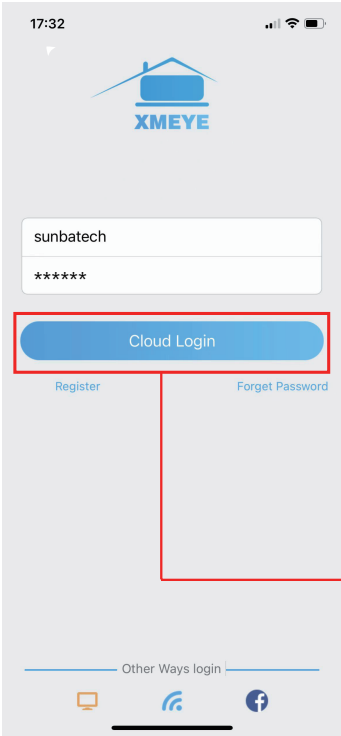 17:32
XMEYE
sunbatech
******
Cloud Login
Register Forget Password
Other Ways login